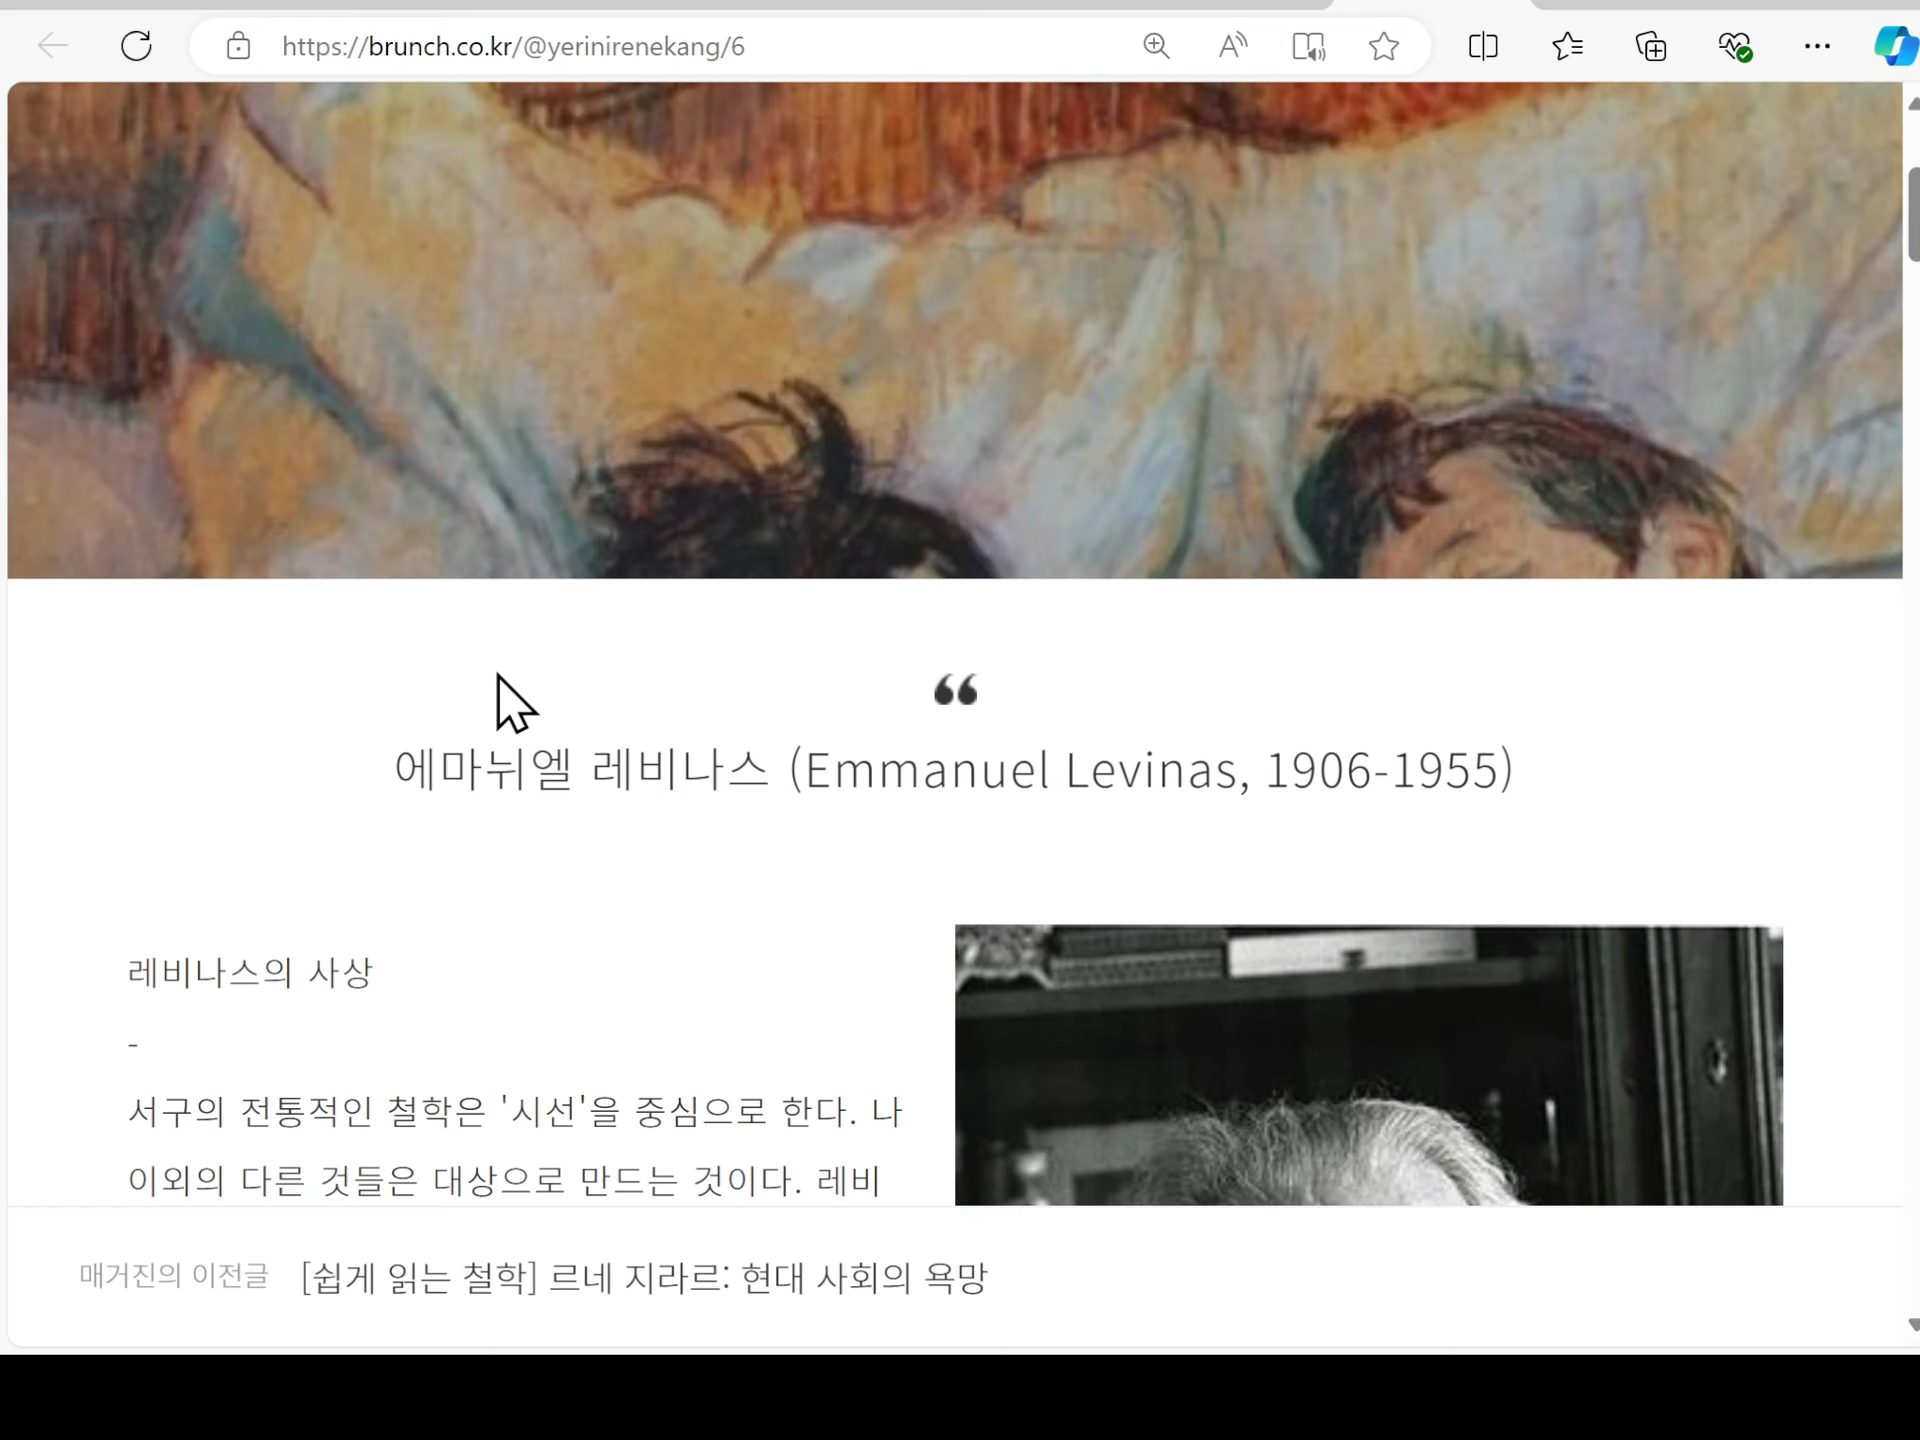 https://brunch.co.kr/@yerinirenekang/6
에마뉘엘 레비나스 (Emmanuel Levinas, 1906-1955)
레비나스의 사상
-
서구의 전통적인 철학은 '시선'을 중심으로 한다. 나
이외의 다른 것들은 대상으로 만드는 것이다. 레비
매거진의 이전글 [쉽게 읽는 철학] 르네 지라르: 현대 사회의 욕망